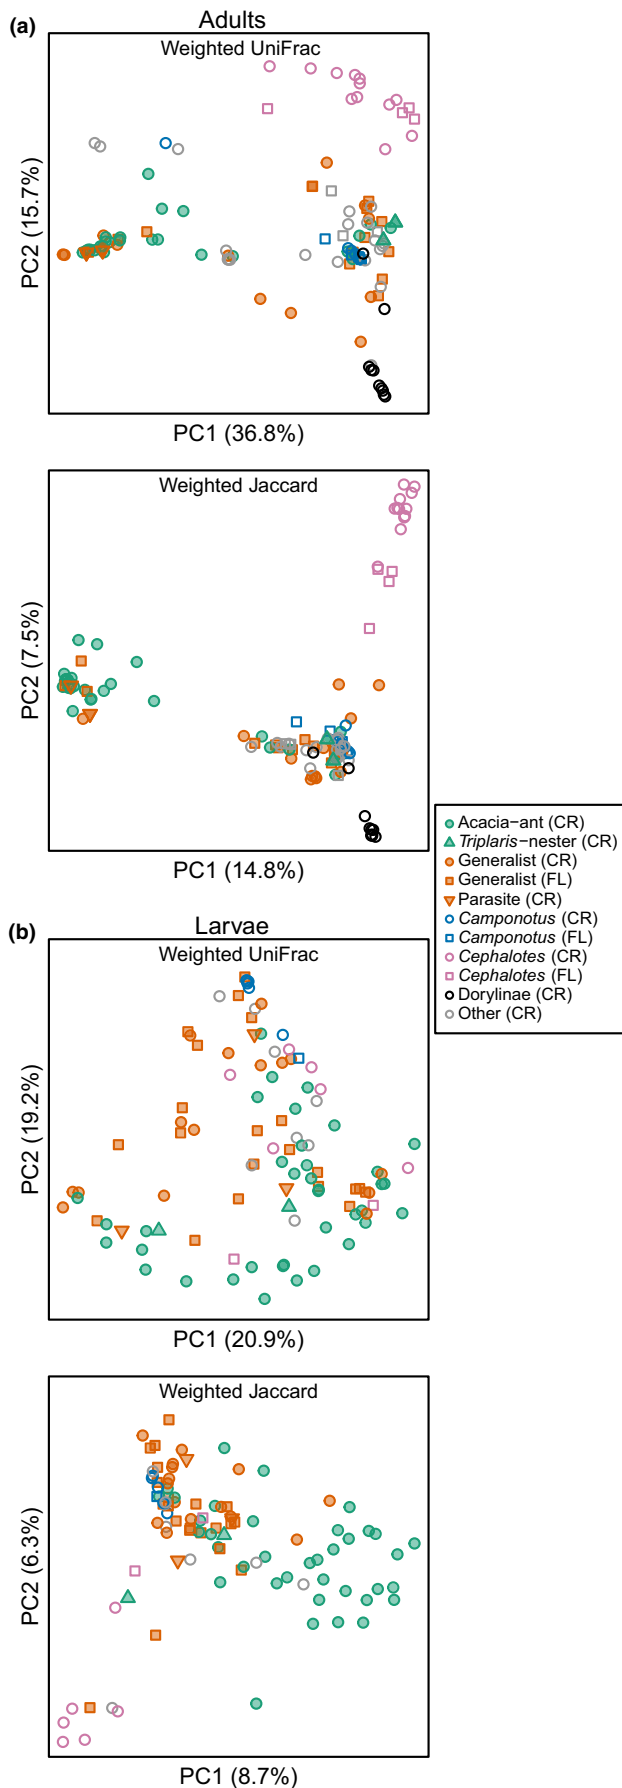 (a)
Adults
Weighted UniFrac
PC2 (15.7%)
PC1 (36.8%)
Weighted Jaccard
PC2 (7.5%)
PC1 (14.8%)
Acacia−ant (CR)
Triplaris−nester (CR)
Generalist (CR)
Generalist (FL)
Parasite (CR)
Camponotus (CR)
Camponotus (FL)
Cephalotes (CR)
Cephalotes (FL)
Dorylinae (CR)
Other (CR)
(b)
Larvae
Weighted UniFrac
PC2 (19.2%)
PC1 (20.9%)
Weighted Jaccard
PC2 (6.3%)
PC1 (8.7%)